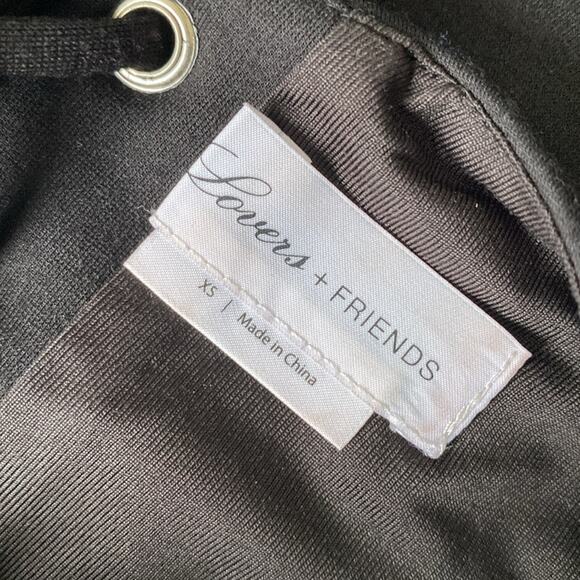 Lovers + FRIENDS
XS | Made in China